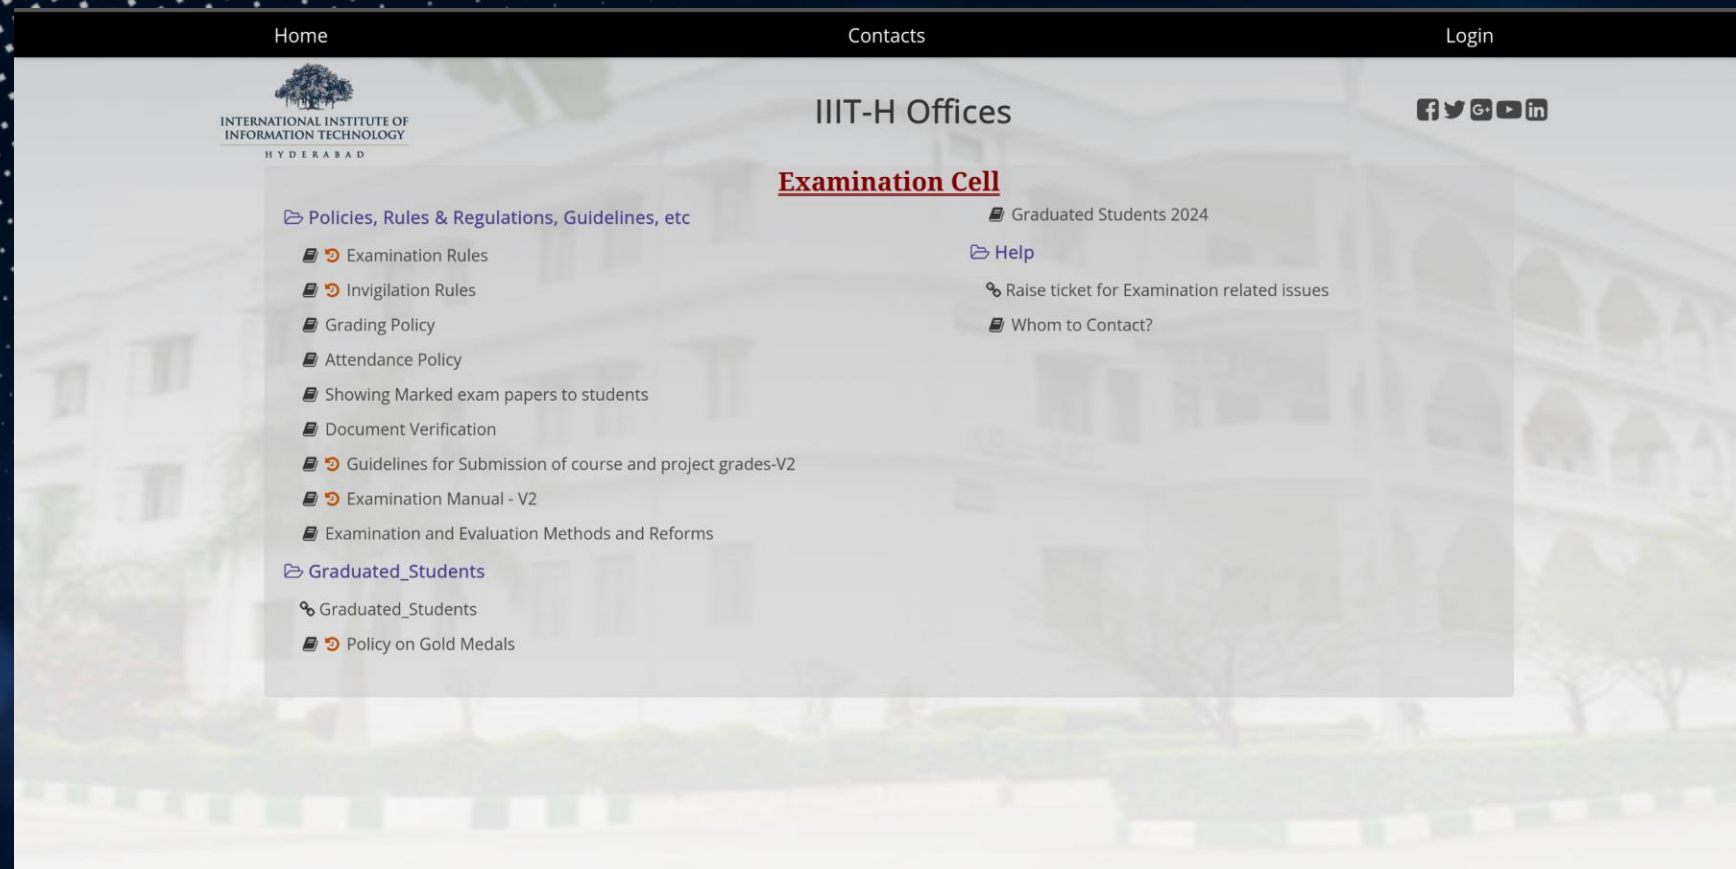 Home
Contacts
Login
INTERNATIONAL INSTITUTE OF
INFORMATION TECHNOLOGY
HYDERABAD
IIIT-H Offices
Examination Cell
Policies, Rules & Regulations, Guidelines, etc
Examination Rules
Invigilation Rules
Grading Policy
Attendance Policy
Showing Marked exam papers to students
Document Verification
Guidelines for Submission of course and project grades-V2
Examination Manual - V2
Examination and Evaluation Methods and Reforms
Graduated_Students
Graduated_Students
Policy on Gold Medals
Graduated Students 2024
Help
Raise ticket for Examination related issues
Whom to Contact?